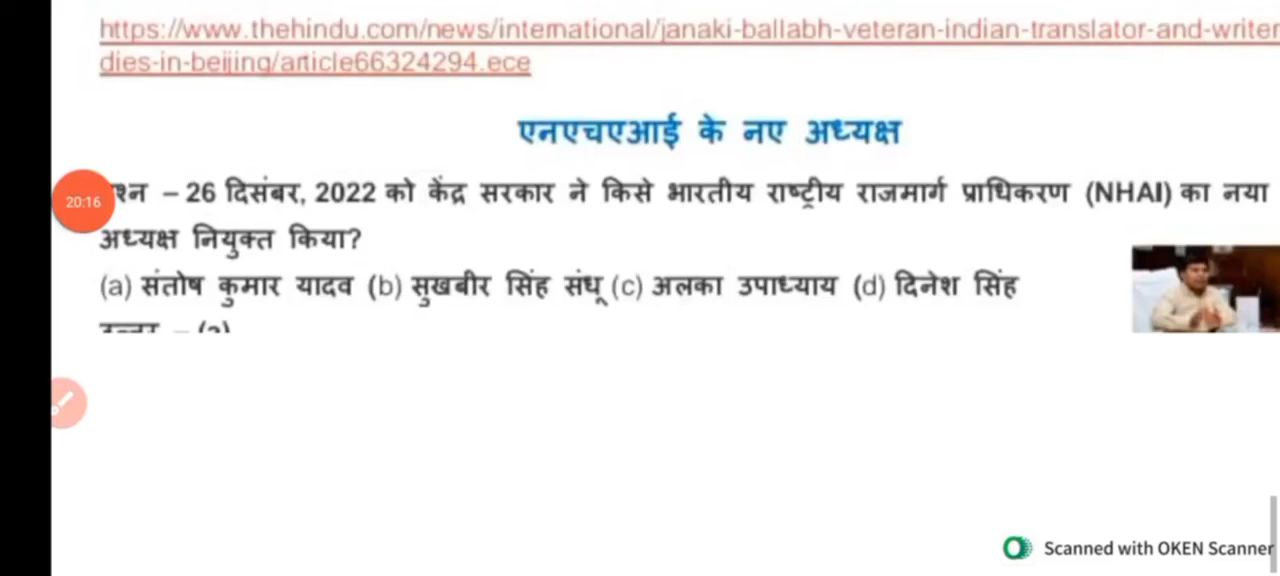 https://www.thehindu.com/news/international/janaki-ballabh-veteran-indian-translator-and-writer
dies-in-beijing/article66324294.ece
एनएचएआई के नए अध्यक्ष
– 26 दिसंबर, 2022 को केंद्र सरकार ने किसे भारतीय राष्ट्रीय राजमार्ग प्राधिकरण (NHAI) का नया
20:16
अध्यक्ष नियुक्त किया?
(a) संतोष कुमार यादव (b) सुखबीर सिंह संधू (c) अलका उपाध्याय (d) दिनेश सिंह
Scanned with OKEN Scanner